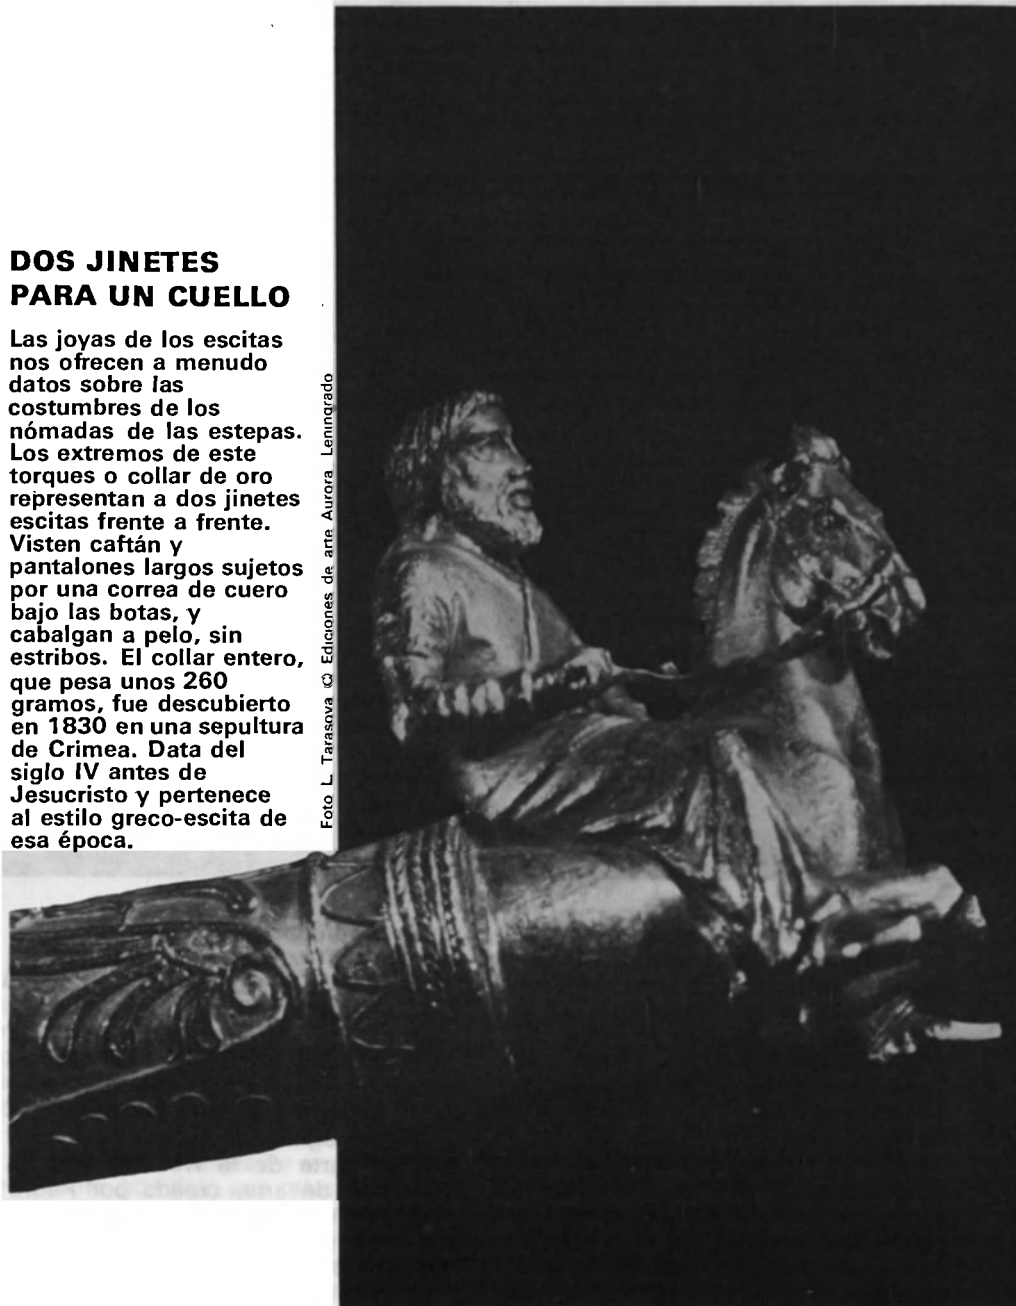 DOS JINETES
PARA UN CUELLO
Las joyas de los escitas
nos ofrecen a menudo
datos sobre las
costumbres de los
nómadas de las estepas.
Los extremos de este
torques o collar de oro
representan a dos jinetes
escitas frente a frente.
Visten caftán y
pantalones largos sujetos
por una correa de cuero
bajo las botas, y
cabalgan a pelo, sin
estribos. El collar entero,
que pesa unos 260
gramos, fue descubierto
en 1830 en una sepultura
de Crimea. Data del
siglo IV antes de
Jesucristo y pertenece
al estilo greco-escita de
esa época.
Foto L. Tarasova © Ediciones de arte Aurora Leningrado